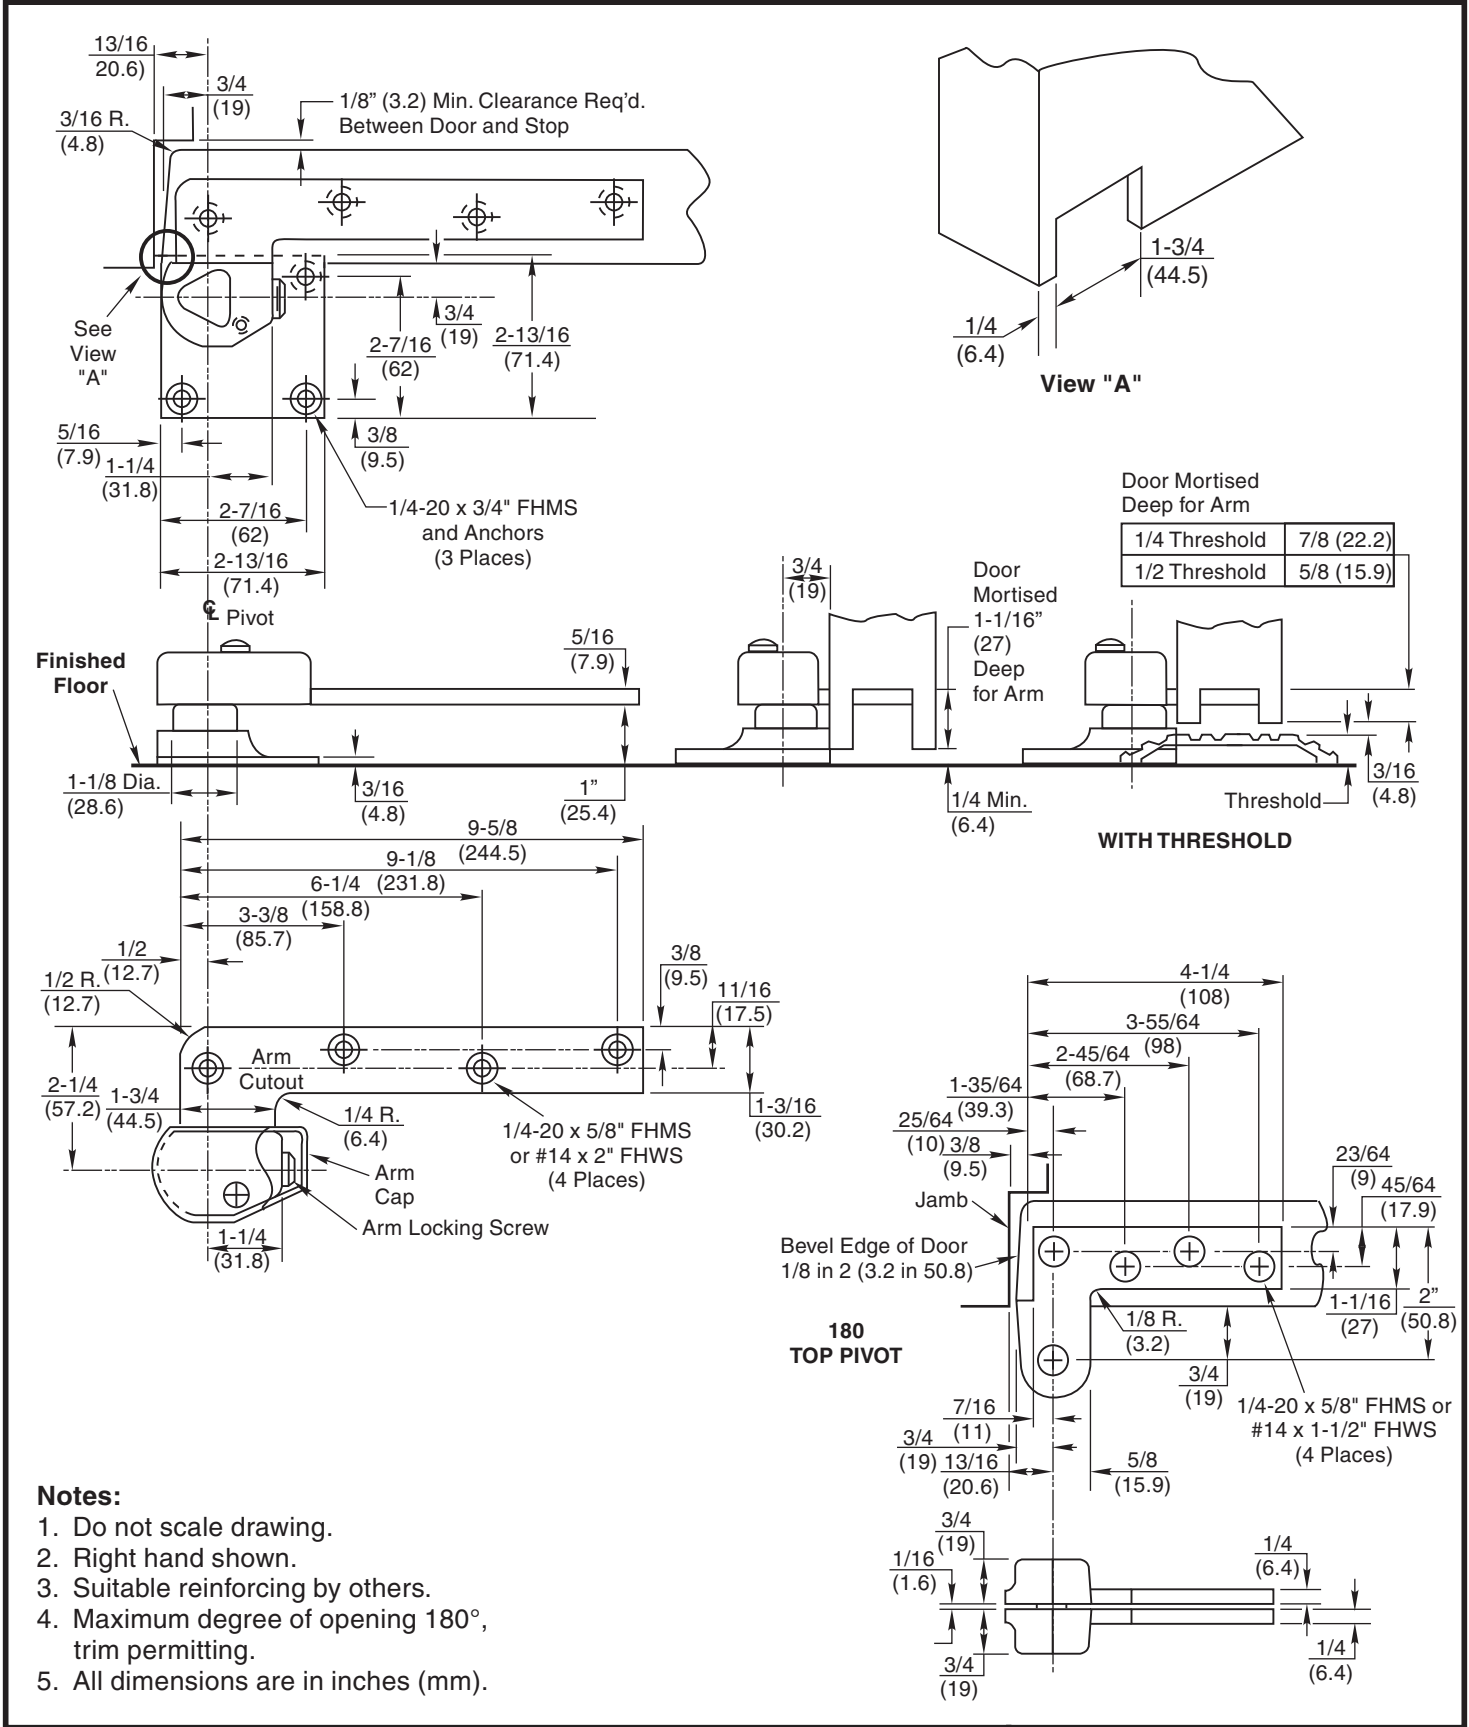 13/16
20.6)
3/4
(19)
1/8” (3.2) Min. Clearance Req’d.
Between Door and Stop
3/16 R.
(4.8)
See
View
"A"
3/4
(19)
2-7/16
(62)
2-13/16
(71.4)
5/16
(7.9)
1-1/4
(31.8)
3/8
(9.5)
2-7/16
(62)
2-13/16
(71.4)
1/4-20 x 3/4" FHMS
and Anchors
(3 Places)
1-3/4
(44.5)
1/4
(6.4)
View "A"
Door Mortised
Deep for Arm
1/4 Threshold 7/8 (22.2)
1/2 Threshold 5/8 (15.9)
℄ Pivot
Finished
Floor
5/16
(7.9)
1-1/8 Dia.
(28.6)
3/16
(4.8)
1”
(25.4)
3/4
(19)
Door
Mortised
1-1/16”
(27)
Deep
for Arm
1/4 Min.
(6.4)
3/16
(4.8)
Threshold
WITH THRESHOLD
9-5/8
(244.5)
9-1/8
(231.8)
6-1/4
(158.8)
3-3/8
(85.7)
1/2
(12.7)
1/2 R.
(12.7)
3/8
(9.5)
11/16
(17.5)
Arm
Cutout
2-1/4
(57.2)
1-3/4
(44.5)
1/4 R.
(6.4)
1-3/16
(30.2)
1/4-20 x 5/8" FHMS
or #14 x 2" FHWS
(4 Places)
Arm
Cap
Arm Locking Screw
1-1/4
(31.8)
4-1/4
(108)
3-55/64
(98)
2-45/64
(68.7)
1-35/64
(39.3)
25/64
(10)
3/8
(9.5)
23/64
(9)
45/64
(17.9)
Jamb
Bevel Edge of Door
1/8 in 2 (3.2 in 50.8)
1/8 R.
(3.2)
1-1/16
(27)
2”
(50.8)
180
TOP PIVOT
3/4
(19)
7/16
(11)
3/4
(19)
13/16
(20.6)
5/8
(15.9)
1/4-20 x 5/8" FHMS or
#14 x 1-1/2" FHWS
(4 Places)
3/4
(19)
1/16
(1.6)
1/4
(6.4)
3/4
(19)
1/4
(6.4)
Notes:
1. Do not scale drawing.
2. Right hand shown.
3. Suitable reinforcing by others.
4. Maximum degree of opening 180°,
trim permitting.
5. All dimensions are in inches (mm).